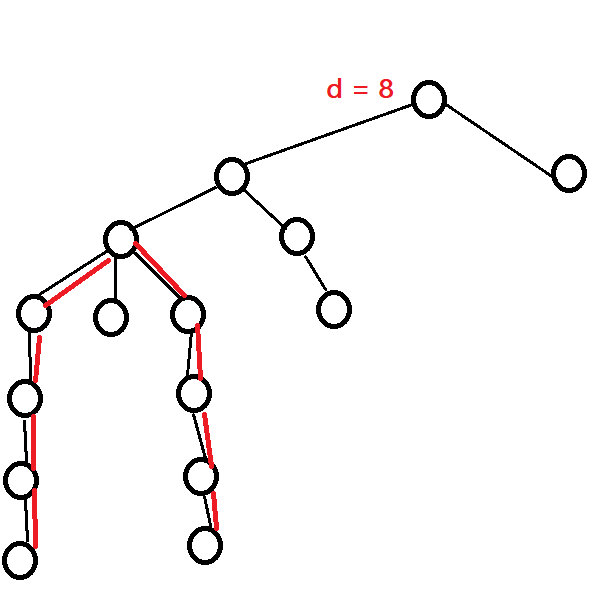 d = 8